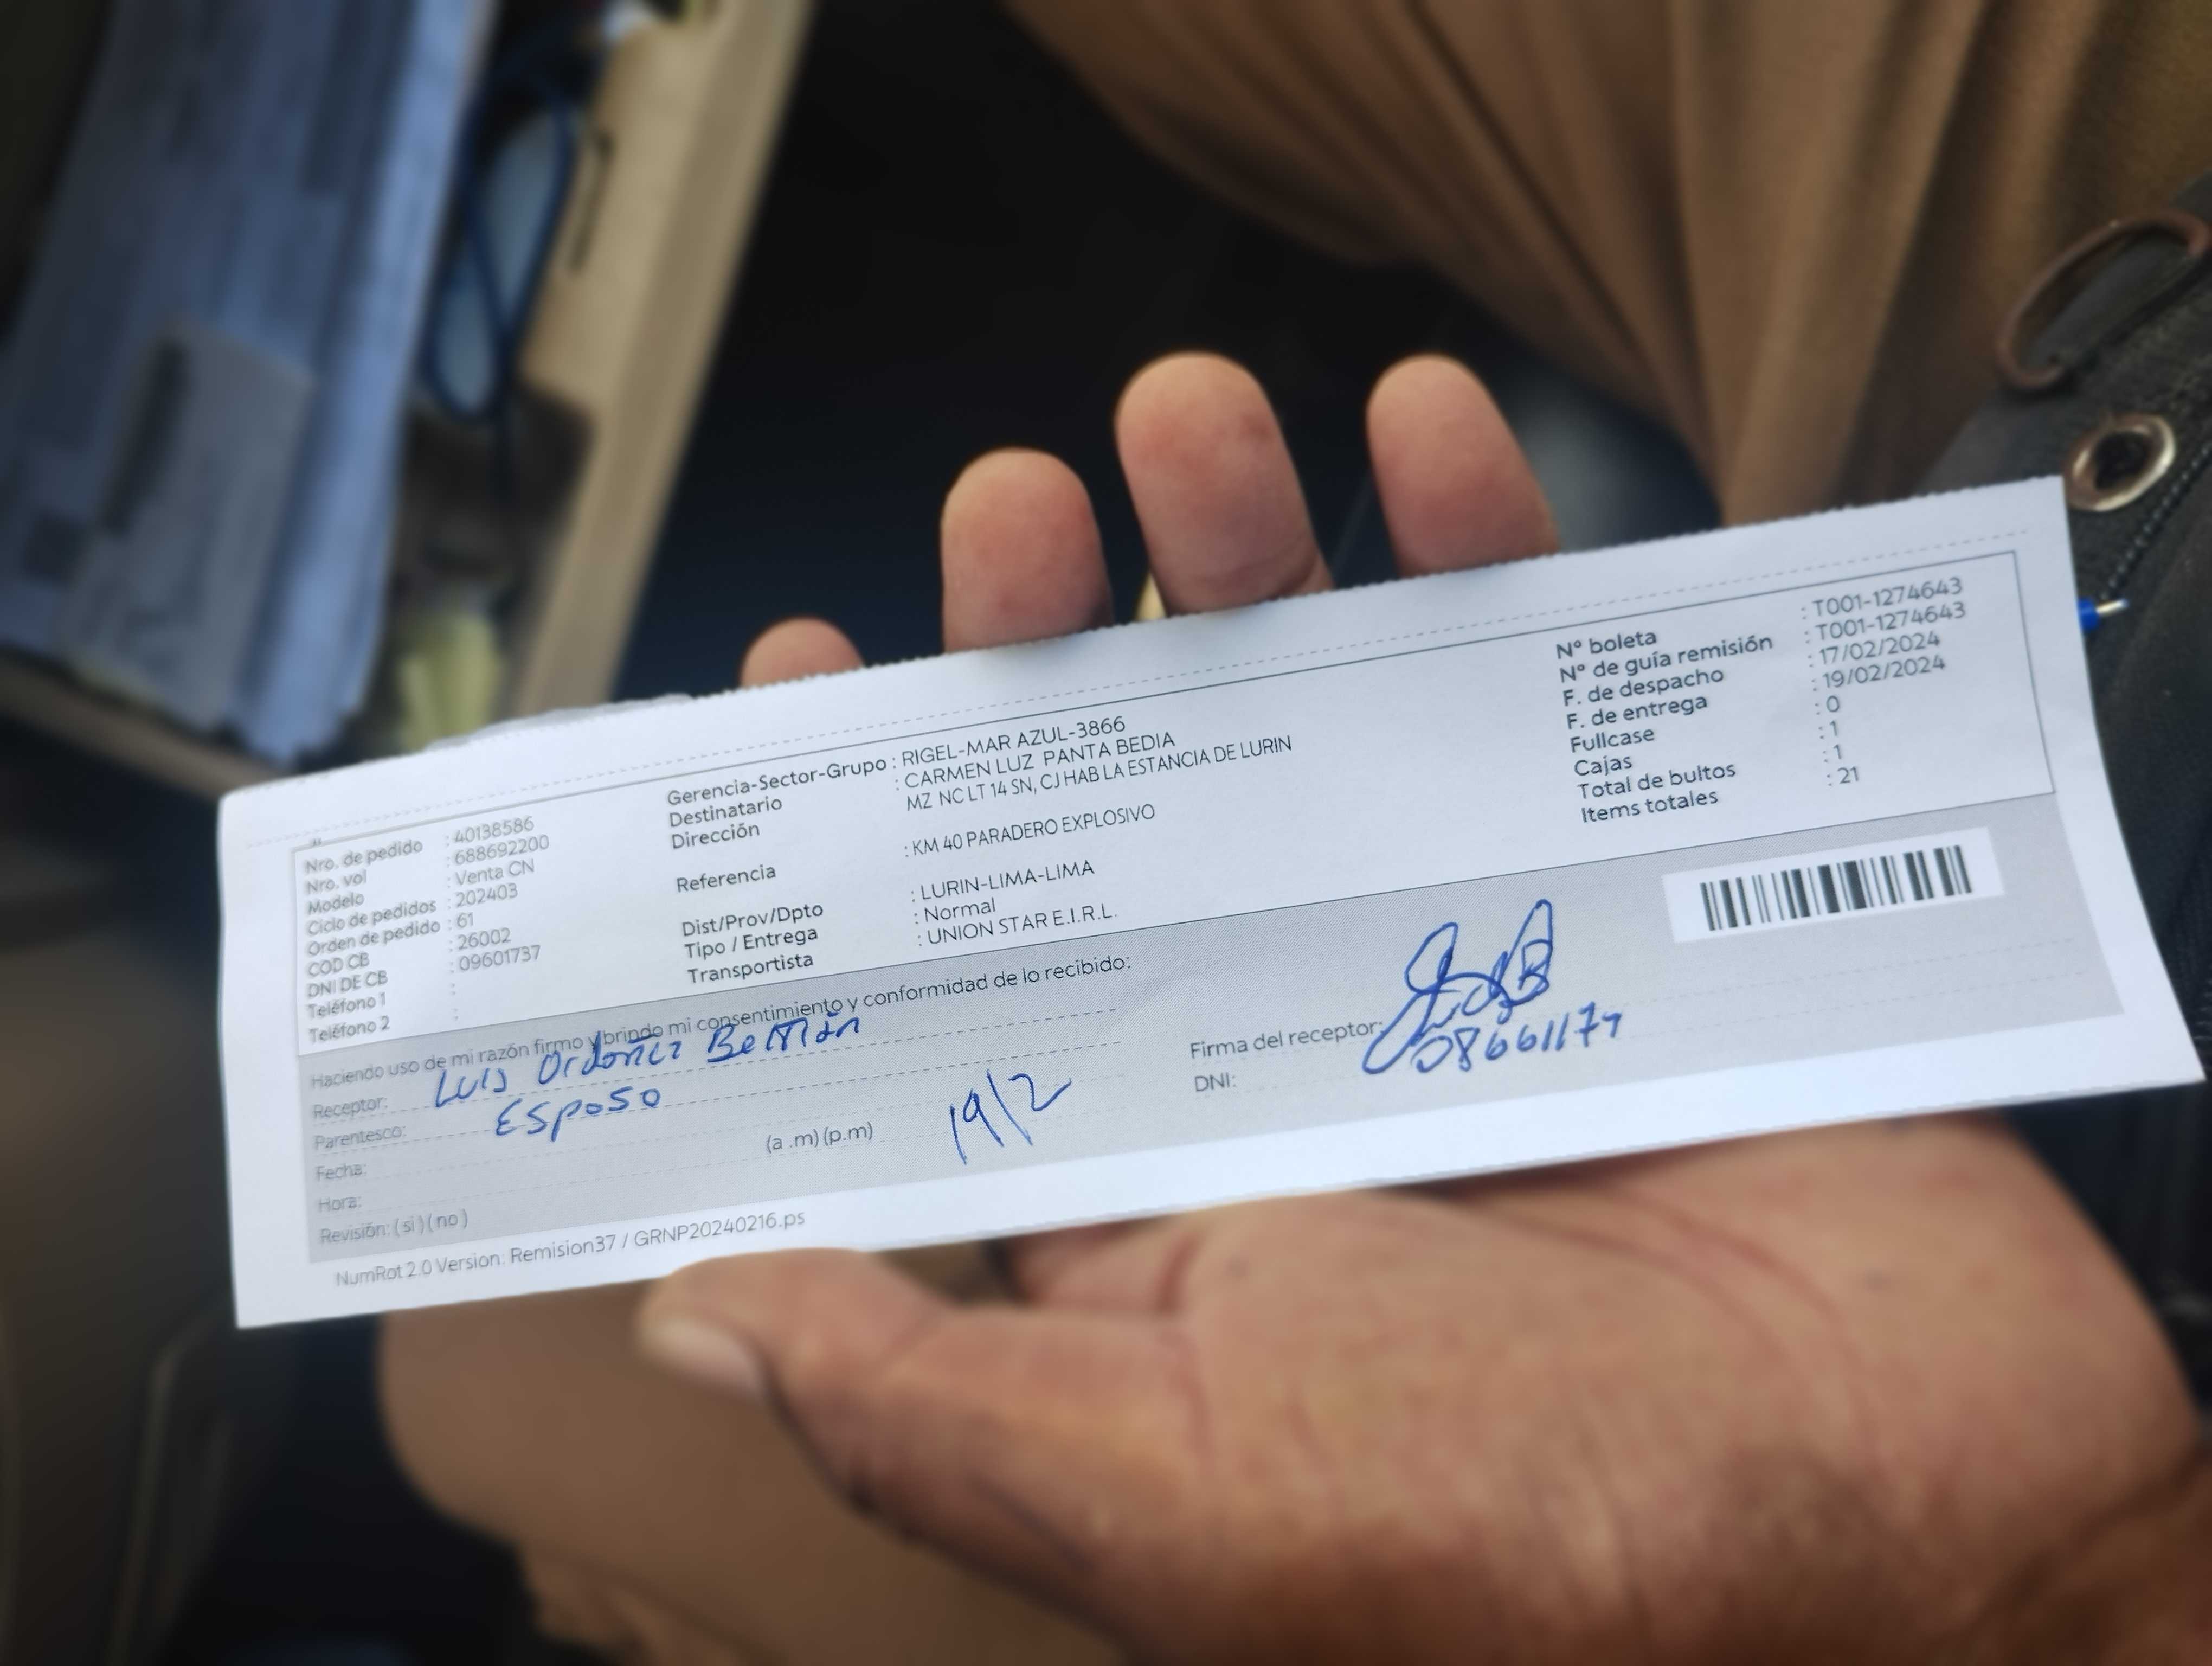 Nro. de pedido : 40138586
Nro. vol : 688692200
Modelo : Venta CN
Ciclo de pedidos : 202403
Orden de pedido : 61
COD CB : 26002
DNI DE CB : 09601737
Teléfono 1 :
Teléfono 2 :
Gerencia-Sector-Grupo : RIGEL-MAR AZUL-3866
Destinatario : CARMEN LUZ PANTA BEDIA
Dirección MZ NC LT 14 SN, CJ HAB LA ESTANCIA DE LURIN
Referencia : KM 40 PARADERO EXPLOSIVO
Dist/Prov/Dpto : LURIN-LIMA-LIMA
Tipo / Entrega : Normal
Transportista : UNION STAR E.I.R.L.
Nº boleta : T001-1274643
Nº de guía remisión : T001-1274643
F. de despacho : 17/02/2024
F. de entrega : 19/02/2024
Fullcase : 0
Cajas : 1
Total de bultos : 1
Items totales : 21
Haciendo uso de mi razón firmo y brindo mi consentimiento y conformidad de lo recibido:
Receptor: Luis Ordoñez
Parentesco: Esposo
Fecha:
Hora: (a .m) (p.m) 19/2
Revisión: ( si ) ( no )
Firma del receptor:
DNI: 08661177
NumRot 2.0 Version. Remision37 / GRNP20240216.ps